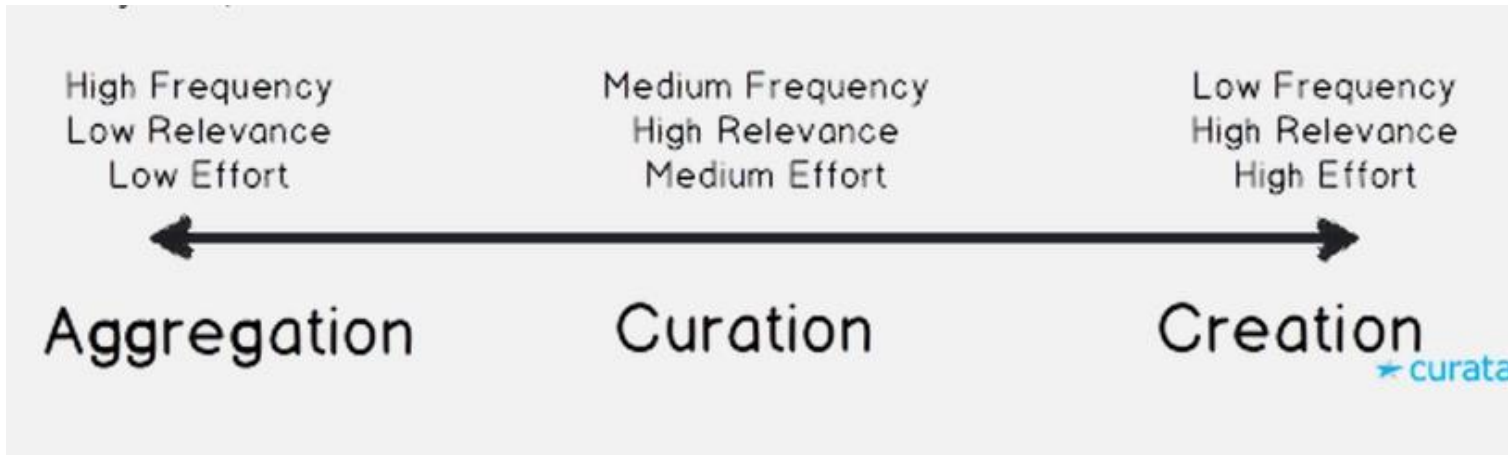 High Frequency
Low Relevance
Low Effort
Medium Frequency
High Relevance
Medium Effort
Low Frequency
High Relevance
High Effort
Aggregation
Curation
Creation
curata